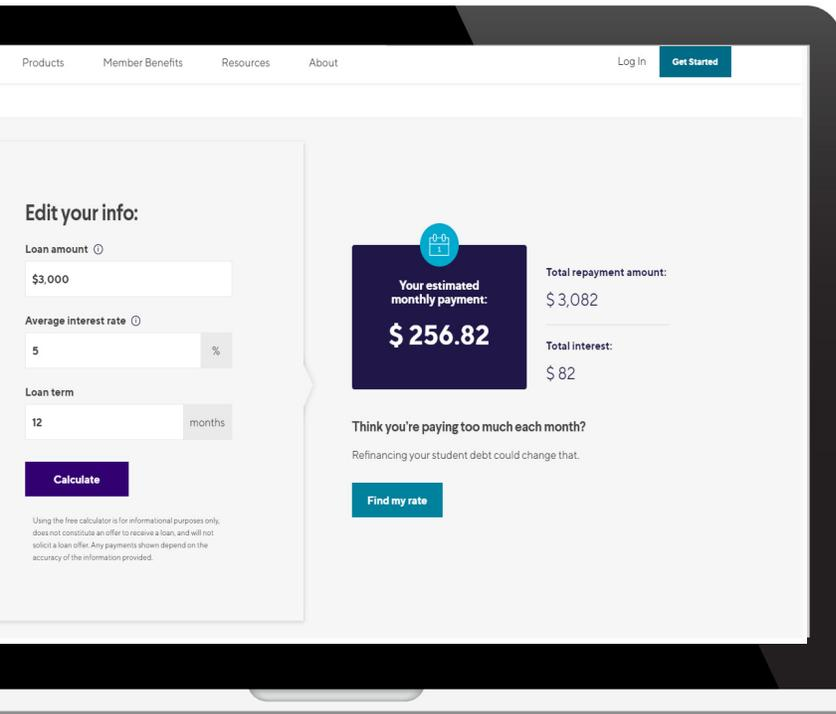 Products Member Benefits Resources About Log In Get Started
Edit your info:
Loan amount
$3,000
Average interest rate
5 %
Loan term
12 months
Calculate
Using the free calculator is for informational purposes only,
does not constitute an offer to receive a loan, and will not
solicit a loan offer. Any payments shown depend on the
accuracy of the information provided.
1
Your estimated
monthly payment:
$ 256.82
Total repayment amount:
$ 3,082
Total interest:
$ 82
Think you're paying too much each month?
Refinancing your student debt could change that.
Find my rate